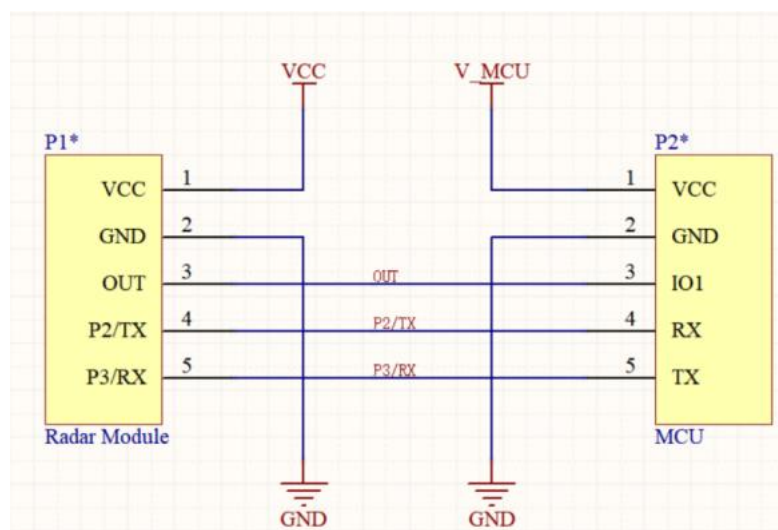 VCC
V_MCU
P1*
P2*
VCC 1
1 VCC
GND 2
2 GND
OUT 3
OUT
3 IO1
P2/TX 4
P2/TX
4 RX
P3/RX 5
P3/RX
5 TX
Radar Module
MCU
GND
GND